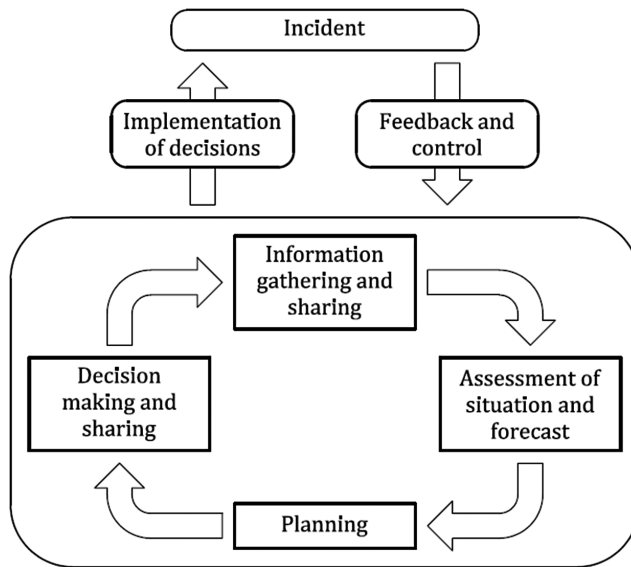 Incident
Implementation
of decisions
Feedback and
control
Information
gathering and
sharing
Decision
making and
sharing
Assessment of
situation and
forecast
Planning